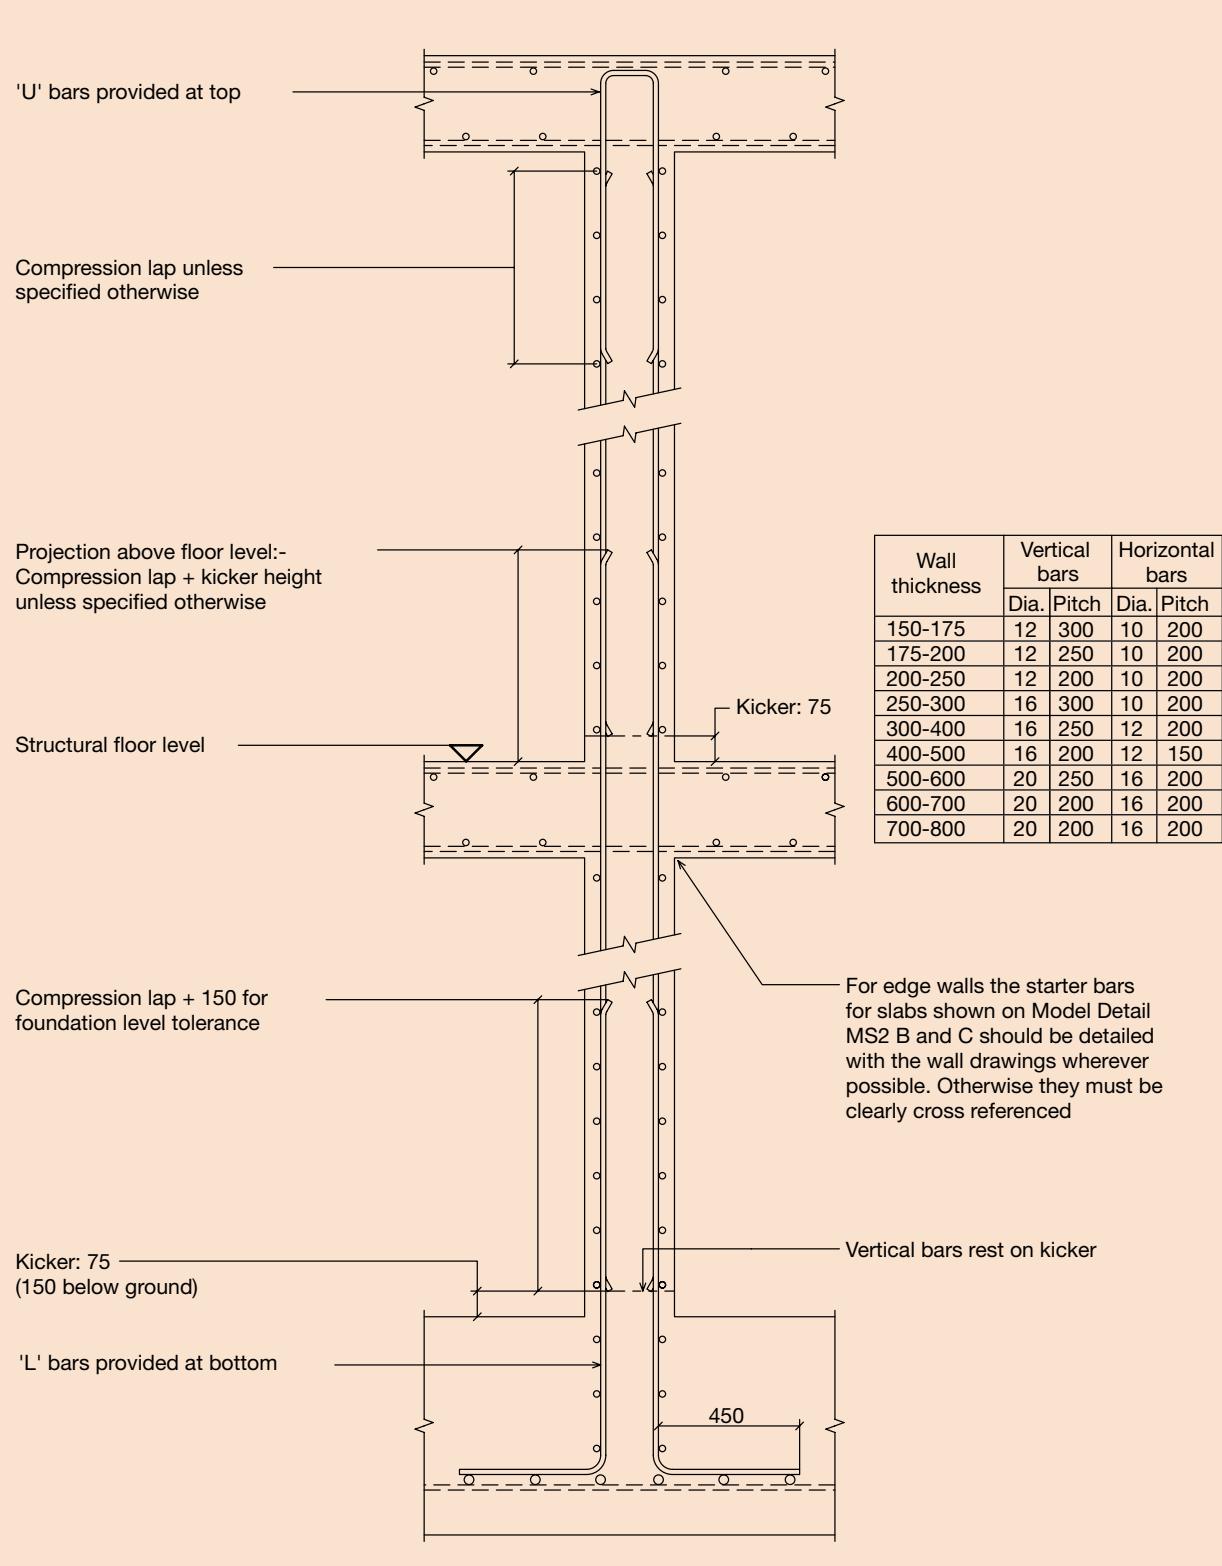 'U' bars provided at top
Compression lap unless
specified otherwise
Projection above floor level:-
Compression lap + kicker height
unless specified otherwise
Kicker: 75
Structural floor level
Wall thickness Vertical bars Horizontal bars
Dia. Pitch Dia. Pitch
150-175 12 300 10 200
175-200 12 250 10 200
200-250 12 200 10 200
250-300 16 300 10 200
300-400 16 250 12 200
400-500 16 200 12 150
500-600 20 250 16 200
600-700 20 200 16 200
700-800 20 200 16 200
Compression lap + 150 for
foundation level tolerance
For edge walls the starter bars
for slabs shown on Model Detail
MS2 B and C should be detailed
with the wall drawings wherever
possible. Otherwise they must be
clearly cross referenced
Vertical bars rest on kicker
Kicker: 75
(150 below ground)
'L' bars provided at bottom
450